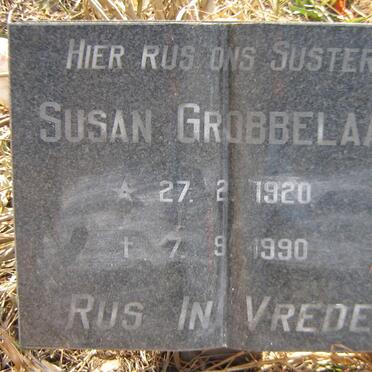 HIER RUS ONS SUSTER
SUSAN GROBBELAA
* 27. 2. 1920
† 7. 9. 1990
RUS IN VREDE